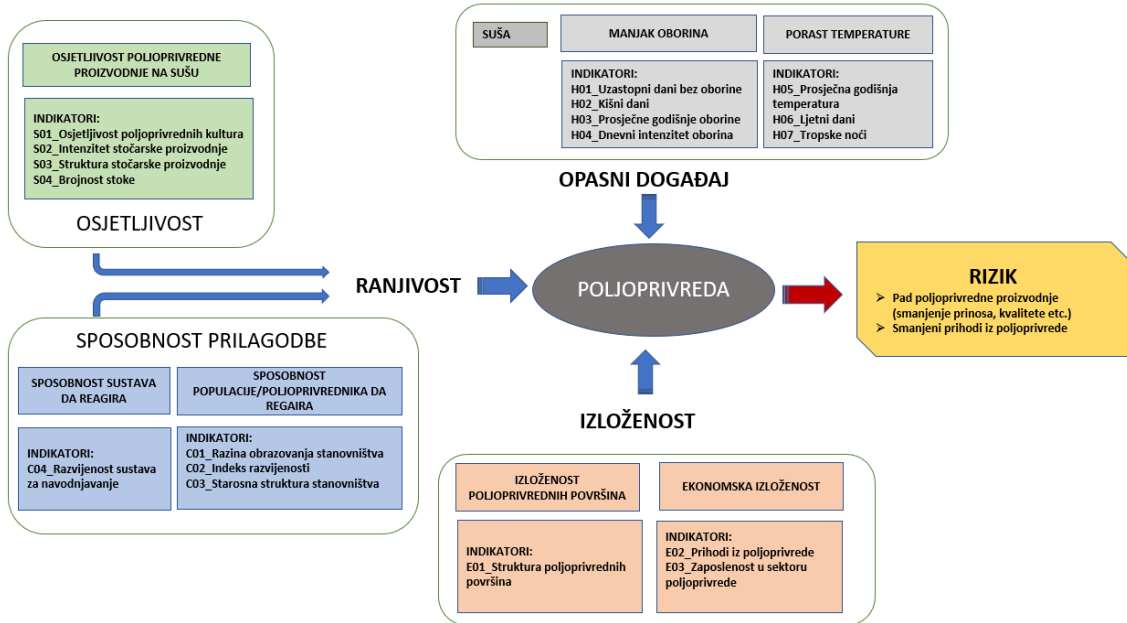 OSJETLJIVOST POLJOPRIVREDNE
PROIZVODNJE NA SUŠU
INDIKATORI:
S01_Osjetljivost poljoprivrednih kultura
S02_Intenzitet stočarske proizvodnje
S03_Struktura stočarske proizvodnje
S04_Brojnost stoke
OSJETLJIVOST
SUŠA
MANJAK OBORINA
INDIKATORI:
H01_Uzastopni dani bez oborine
H02_Kišni dani
H03_Prosječne godišnje oborine
H04_Dnevni intenzitet oborina
PORAST TEMPERATURE
INDIKATORI:
H05_Prosječna godišnja
temperatura
H06_Ljetni dani
H07_Tropske noći
OPASNI DOGAĐAJ
RANJIVOST
POLJOPRIVREDA
RIZIK
➢ Pad poljoprivredne proizvodnje
(smanjenje prinosa, kvalitete etc.)
➢ Smanjeni prihodi iz poljoprivrede
SPOSOBNOST PRILAGODBE
SPOSOBNOST SUSTAVA
DA REAGIRA
INDIKATORI:
C04_Razvijenost sustava
za navodnjavanje
SPOSOBNOST
POPULACIJE/POLJOPRIVREDNIKA DA
REGAIRA
INDIKATORI:
C01_Razina obrazovanja stanovništva
C02_Indeks razvijenosti
C03_Starosna struktura stanovništva
IZLOŽENOST
IZLOŽENOST
POLJOPRIVREDNIH POVRŠINA
INDIKATORI:
E01_Struktura poljoprivrednih
površina
EKONOMSKA IZLOŽENOST
INDIKATORI:
E02_Prihodi iz poljoprivrede
E03_Zaposlenost u sektoru
poljoprivrede